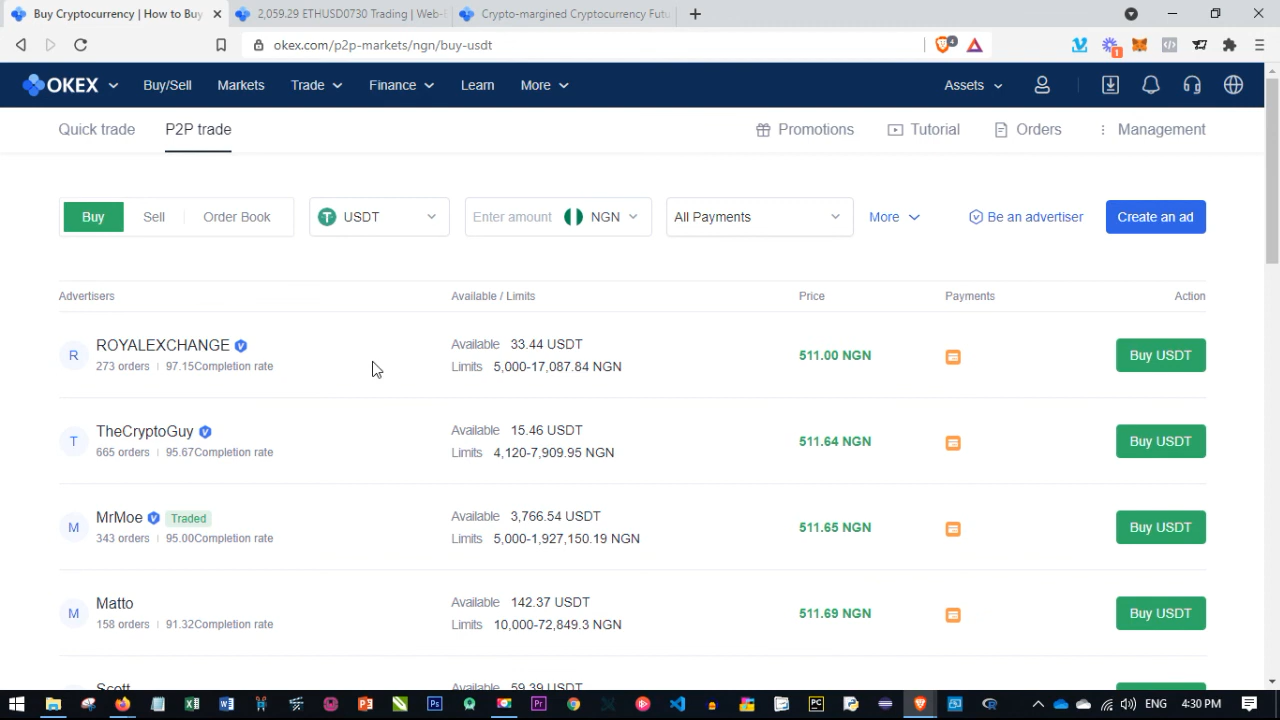 Buy Cryptocurrency | How to Buy
2,059.29 ETHUSD0730 Trading | Web-E
Crypto-margined Cryptocurrency Futu
okex.com/p2p-markets/ngn/buy-usdt
4
1
OKEX
Buy/Sell
Markets
Trade
Finance
Learn
More
Assets
Quick trade
P2P trade
Promotions
Tutorial
Orders
Management
Buy
Sell
Order Book
USDT
Enter amount
NGN
All Payments
More
Be an advertiser
Create an ad
Advertisers
Available / Limits
Price
Payments
Action
R
ROYALEXCHANGE
273 orders
97.15Completion rate
Available 33.44 USDT
Limits 5,000-17,087.84 NGN
511.00 NGN
Buy USDT
T
TheCryptoGuy
665 orders
95.67Completion rate
Available 15.46 USDT
Limits 4,120-7,909.95 NGN
511.64 NGN
Buy USDT
M
MrMoe
Traded
343 orders
95.00Completion rate
Available 3,766.54 USDT
Limits 5,000-1,927,150.19 NGN
511.65 NGN
Buy USDT
M
Matto
158 orders
91.32Completion rate
Available 142.37 USDT
Limits 10,000-72,849.3 NGN
511.69 NGN
Buy USDT
Scott
Available 59.39 USDT
ENG
4:30 PM